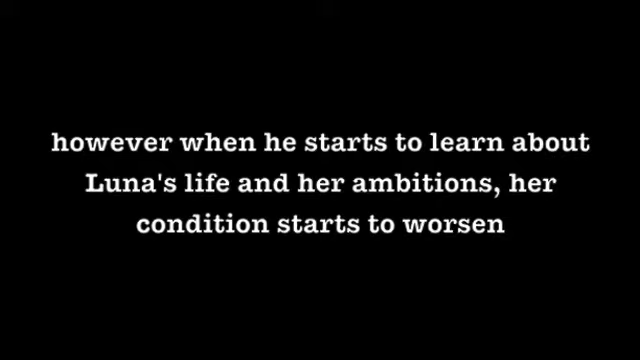 however when he starts to learn about
Luna's life and her ambitions, her
condition starts to worsen